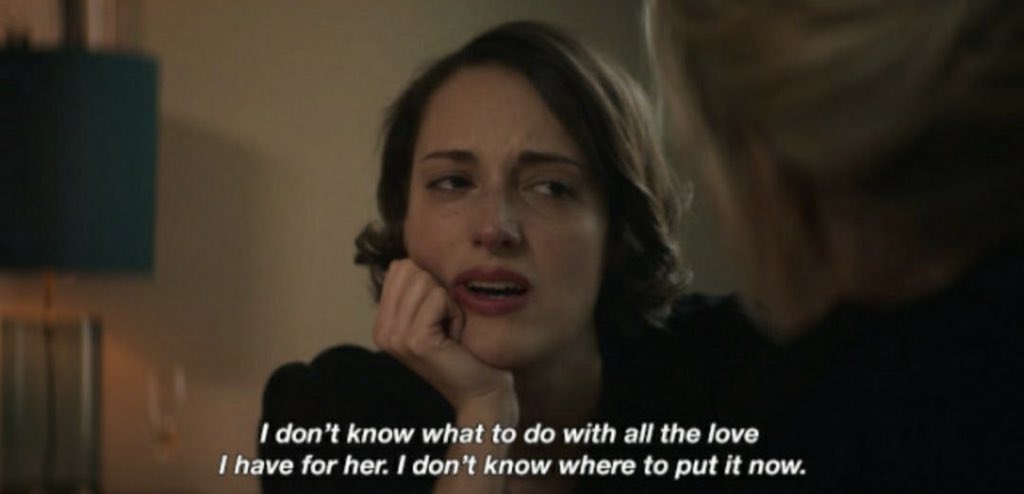 I don't know what to do with all the love
I have for her. I don't know where to put it now.